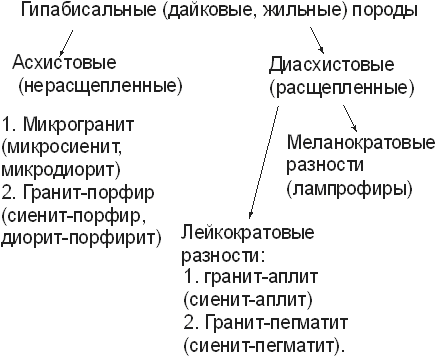 Гипабисальные (дайковые, жильные) породы
Асхистовые
(нерасщепленные)
1. Микрогранит
(микросиенит,
микродиорит)
2. Гранит-порфир
(сиенит-порфир,
диорит-порфирит)
Диасхистовые
(расщепленные)
Меланократовые
разности
(лампрофиры)
Лейкократовые
разности:
1. гранит-аплит
(сиенит-аплит)
2. Гранит-пегматит
(сиенит-пегматит).